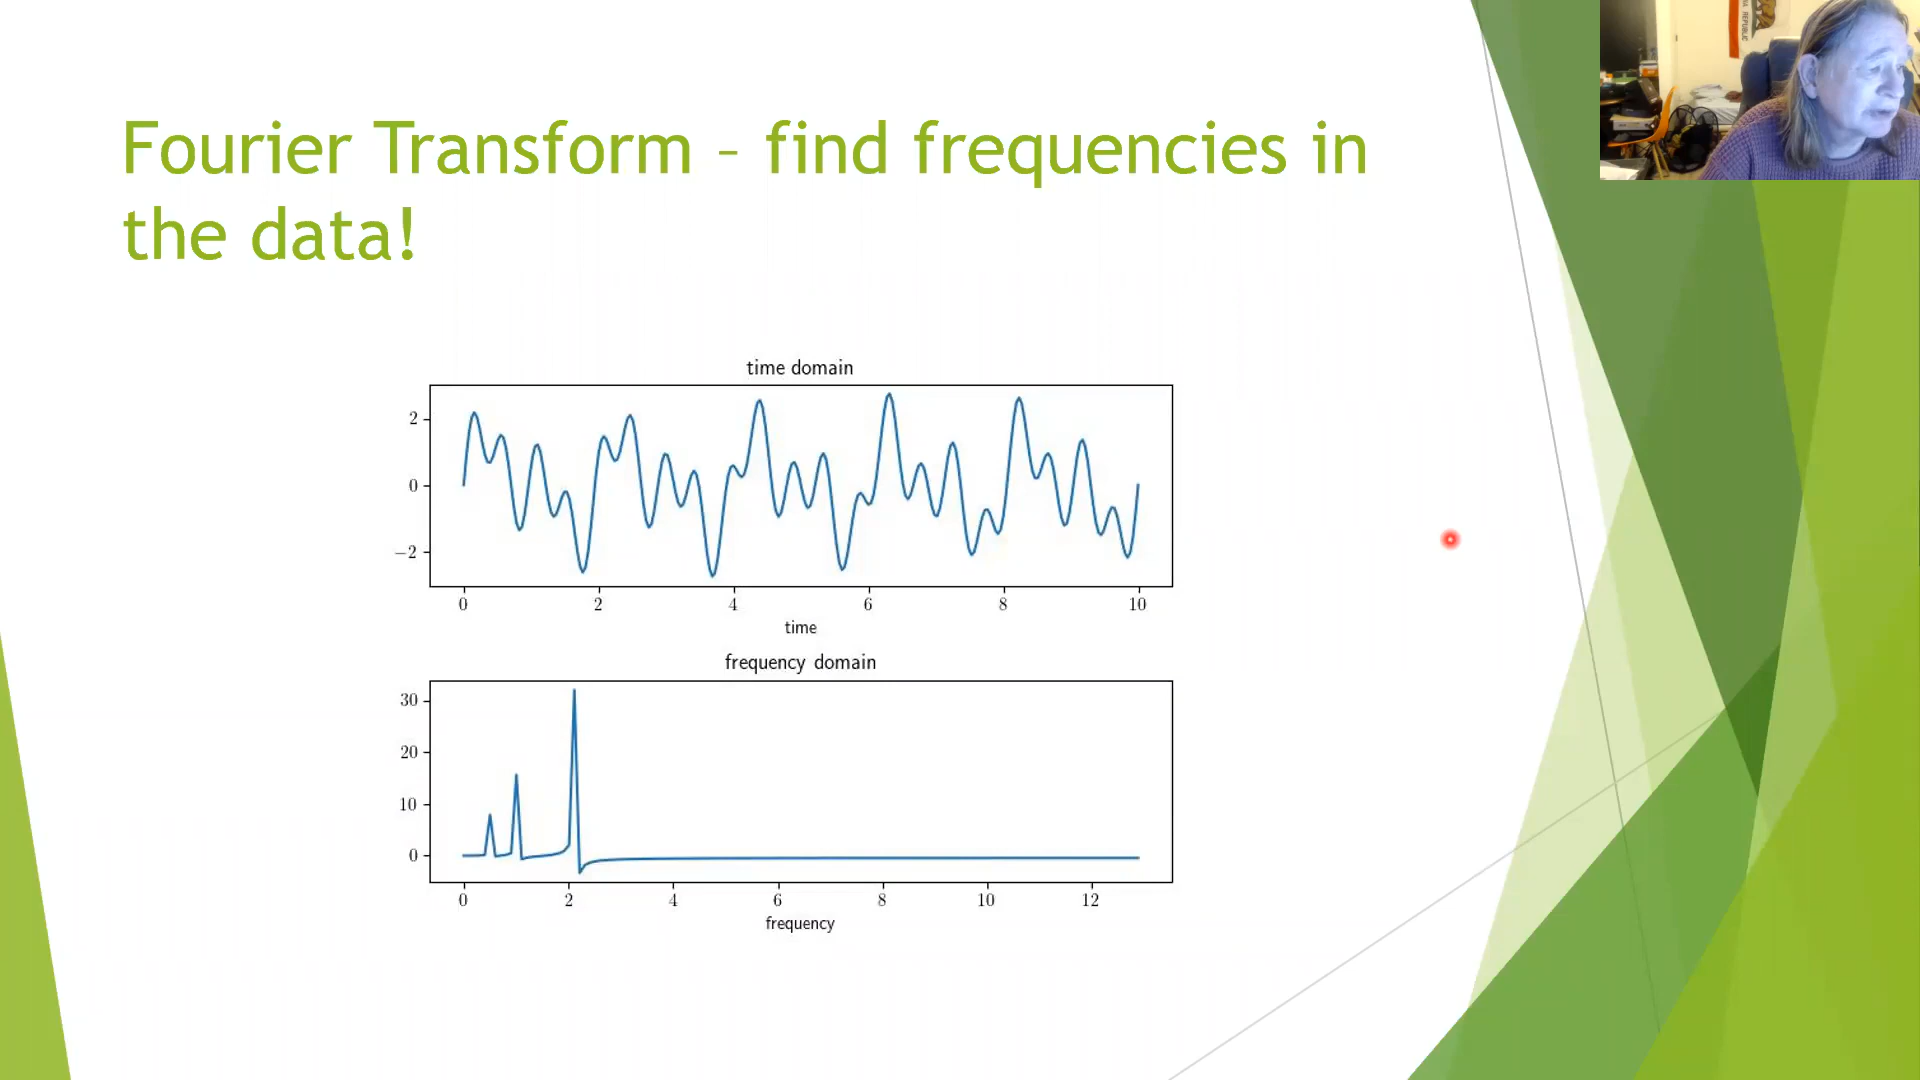 Fourier Transform – find frequencies in
the data!
REPUBLIC
time domain
2
0
−2
0 2 4 6 8 10
time
frequency domain
30
20
10
0
0 2 4 6 8 10 12
frequency